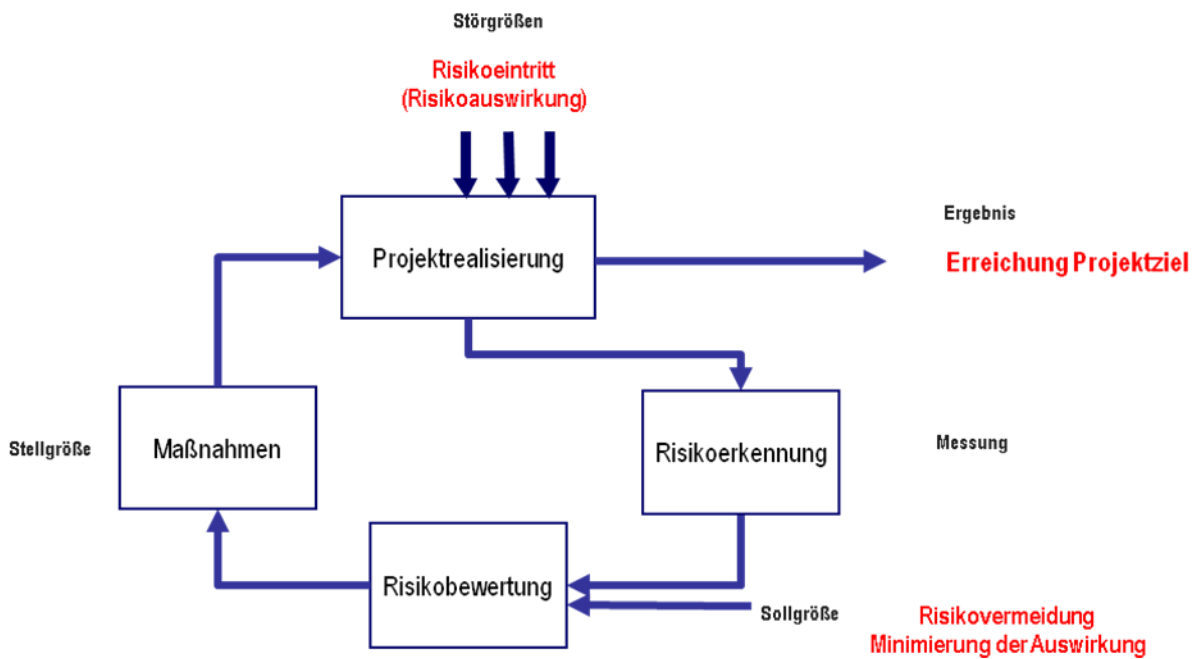 Störgrößen
Risikoeintritt
(Risikoauswirkung)
Projektrealisierung
Ergebnis
Erreichung Projektziel
Stellgröße
Maßnahmen
Risikoerkennung
Messung
Risikobewertung
Sollgröße
Risikovermeidung
Minimierung der Auswirkung